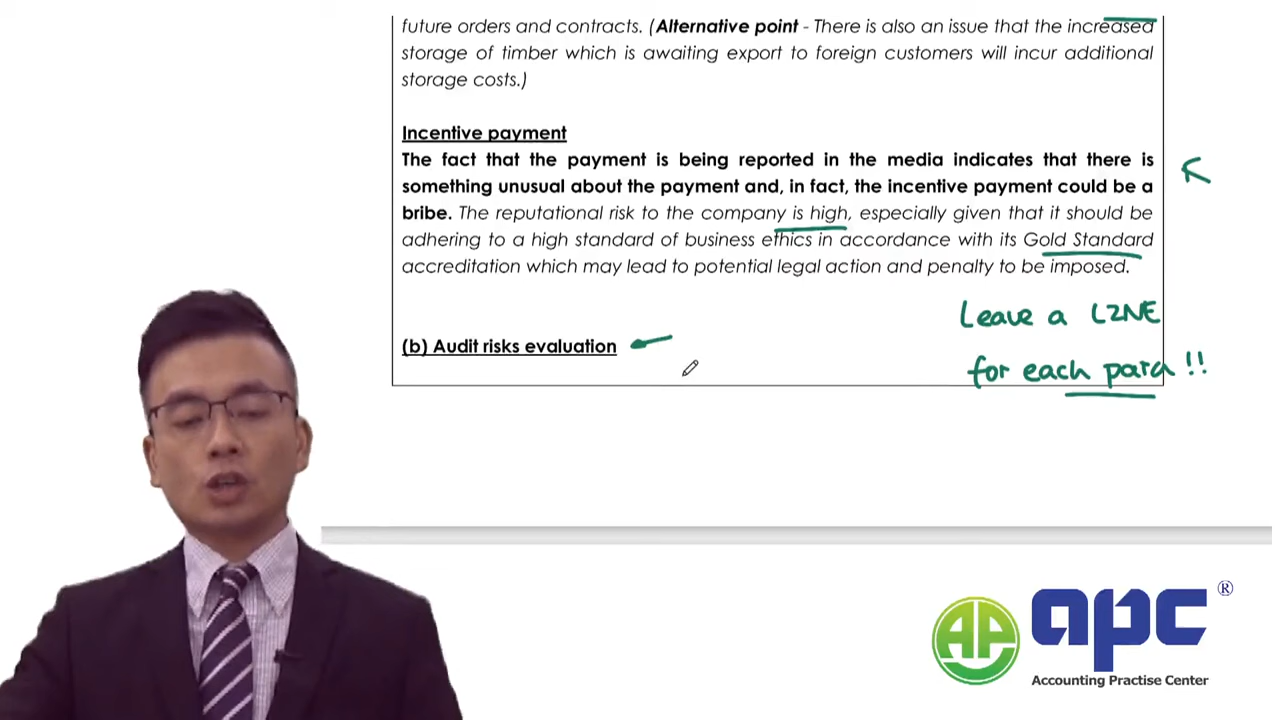 future orders and contracts. (Alternative point - There is also an issue that the increased
storage of timber which is awaiting export to foreign customers will incur additional
storage costs.)
Incentive payment
The fact that the payment is being reported in the media indicates that there is
something unusual about the payment and, in fact, the incentive payment could be a
bribe. The reputational risk to the company is high, especially given that it should be
adhering to a high standard of business ethics in accordance with its Gold Standard
accreditation which may lead to potential legal action and penalty to be imposed.
Leave a LINE
(b) Audit risks evaluation
for each para!!
AP
apc®
Accounting Practise Center